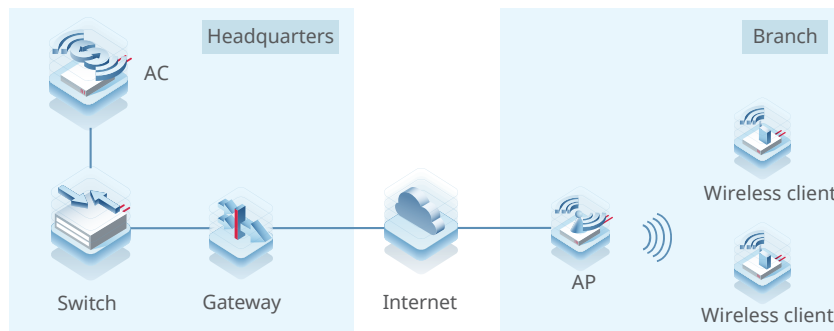 Headquarters
Branch
AC
Wireless client
Switch
Gateway
Internet
AP
Wireless client